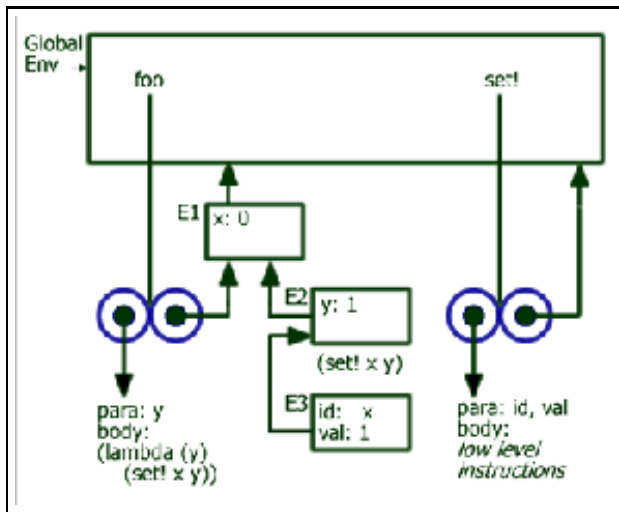 Global
Env
foo
set!
E1
x: 0
E2
y: 1
(set! x y)
E3
id: x
val: 1
para: y
body:
(lambda (y)
(set! x y))
para: id, val
body:
low level
instructions